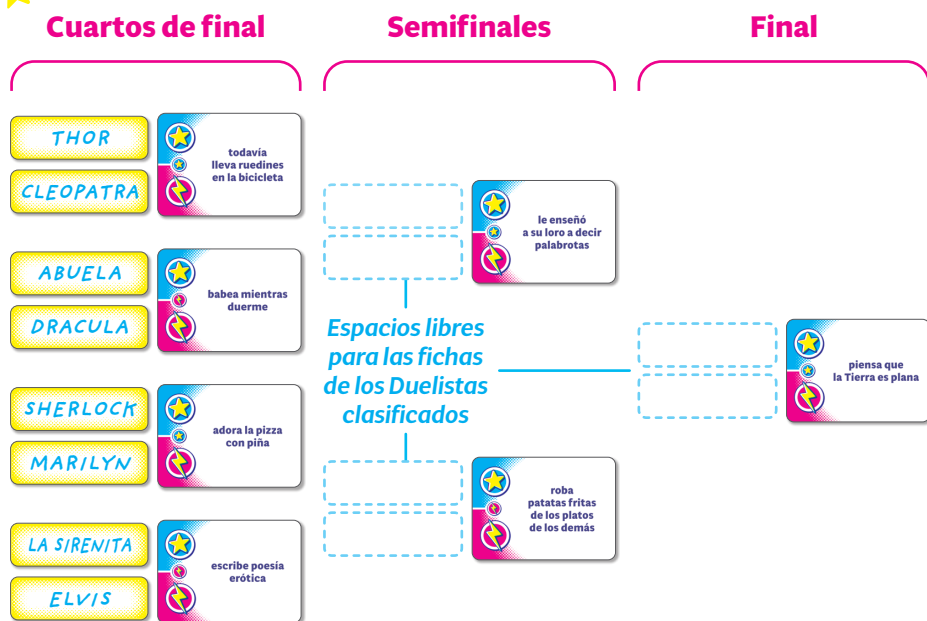 Cuartos de final
Semifinales
Final
THOR
CLEOPATRA
todavía
lleva ruedines
en la bicicleta
ABUELA
DRACULA
babea mientras
duerme
SHERLOCK
MARILYN
adora la pizza
con piña
LA SIRENITA
ELVIS
escribe poesía
erótica
le enseñó
a su loro a decir
palabrotas
Espacios libres
para las fichas
de los Duelistas
clasificados
roba
patatas fritas
de los platos
de los demás
piensa que
la Tierra es plana